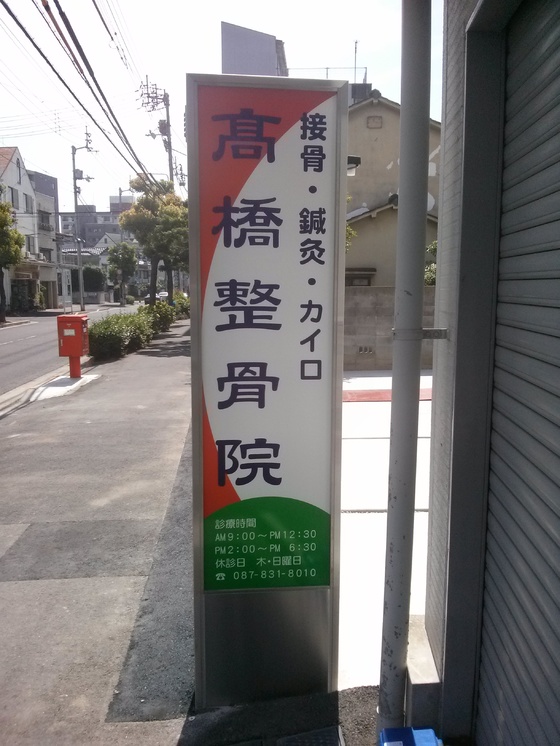 接骨・鍼灸・カイロ
髙橋整骨院
診療時間
AM9:00～PM12:30
PM2:00～PM 6:30
休診日 木・日曜日
☎ 087-831-8010